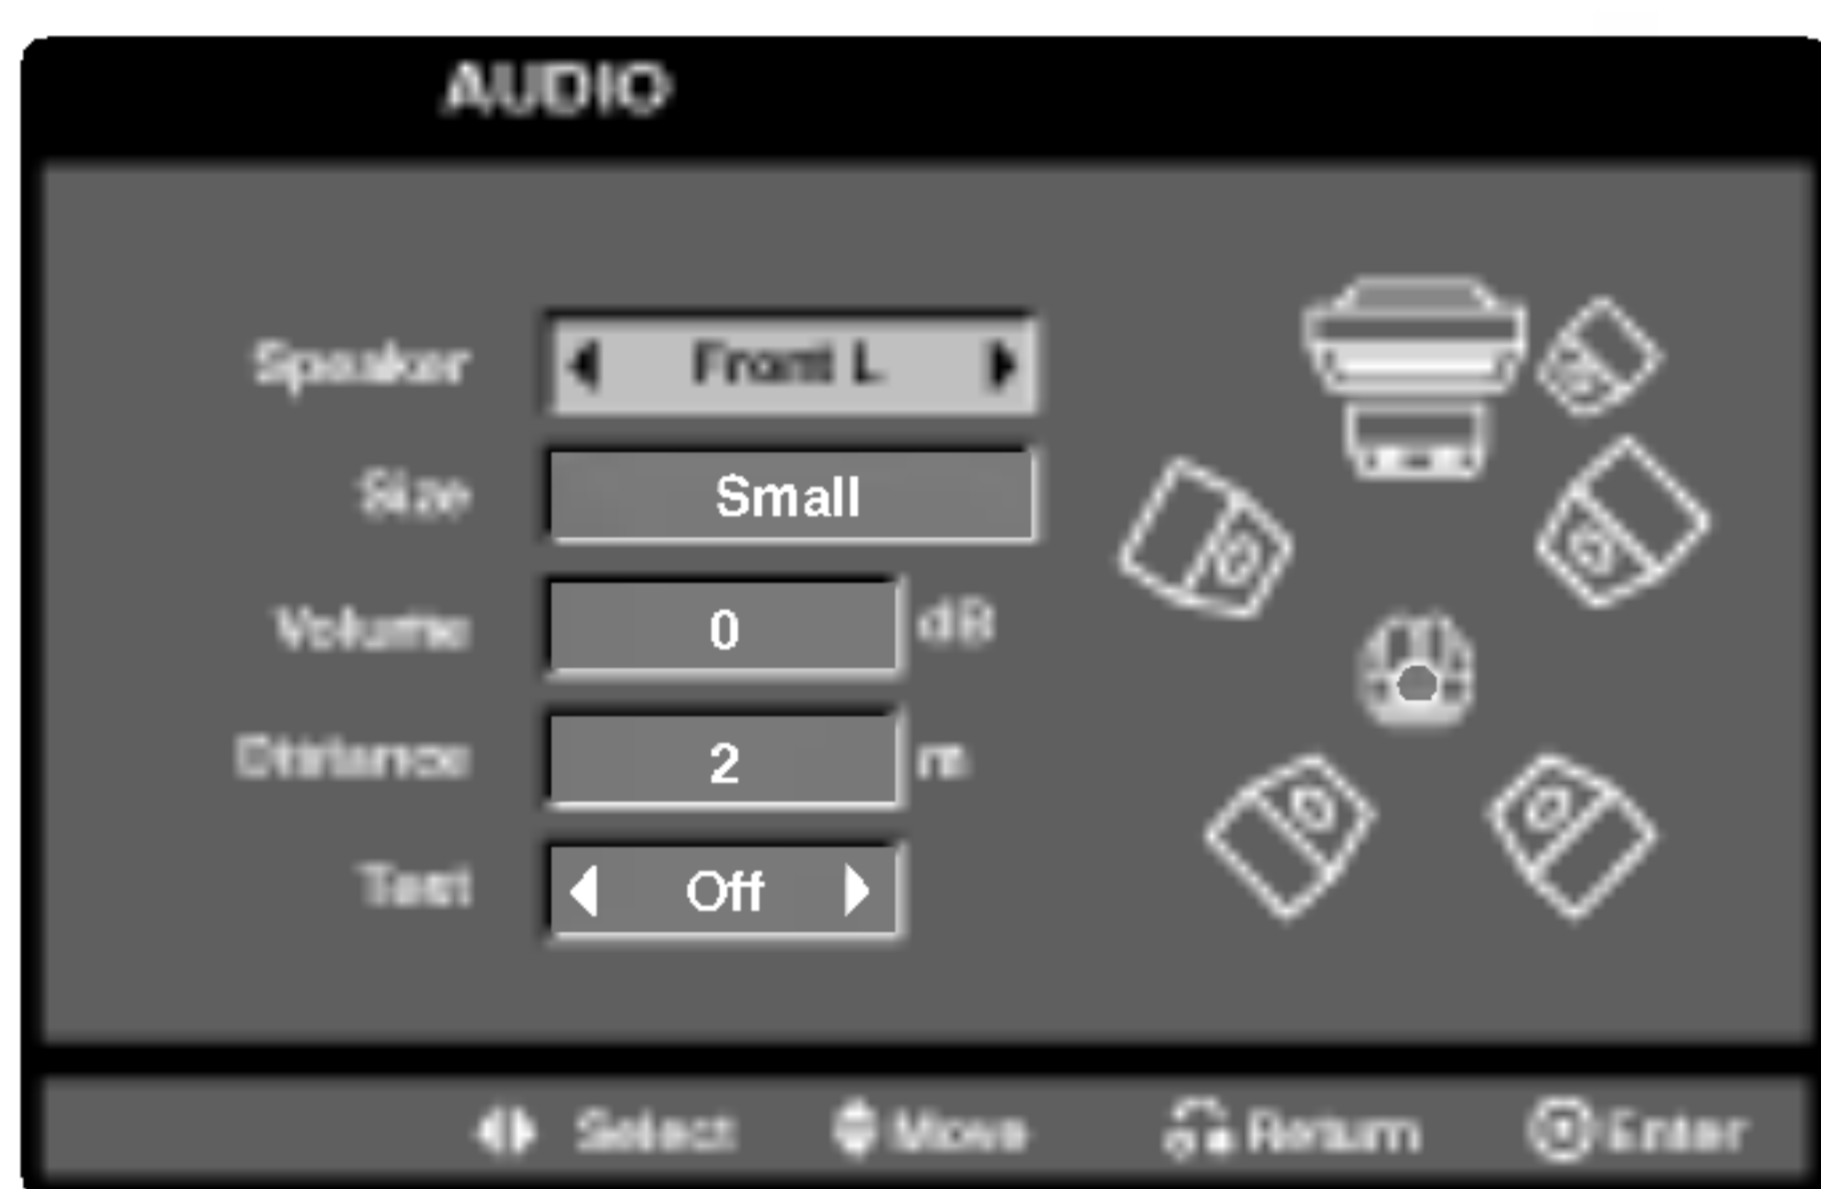 AUDIO
Speaker Front L
Size Small
Volume 0 dB
Distance 2 m
Test Off
Select Move Return Enter